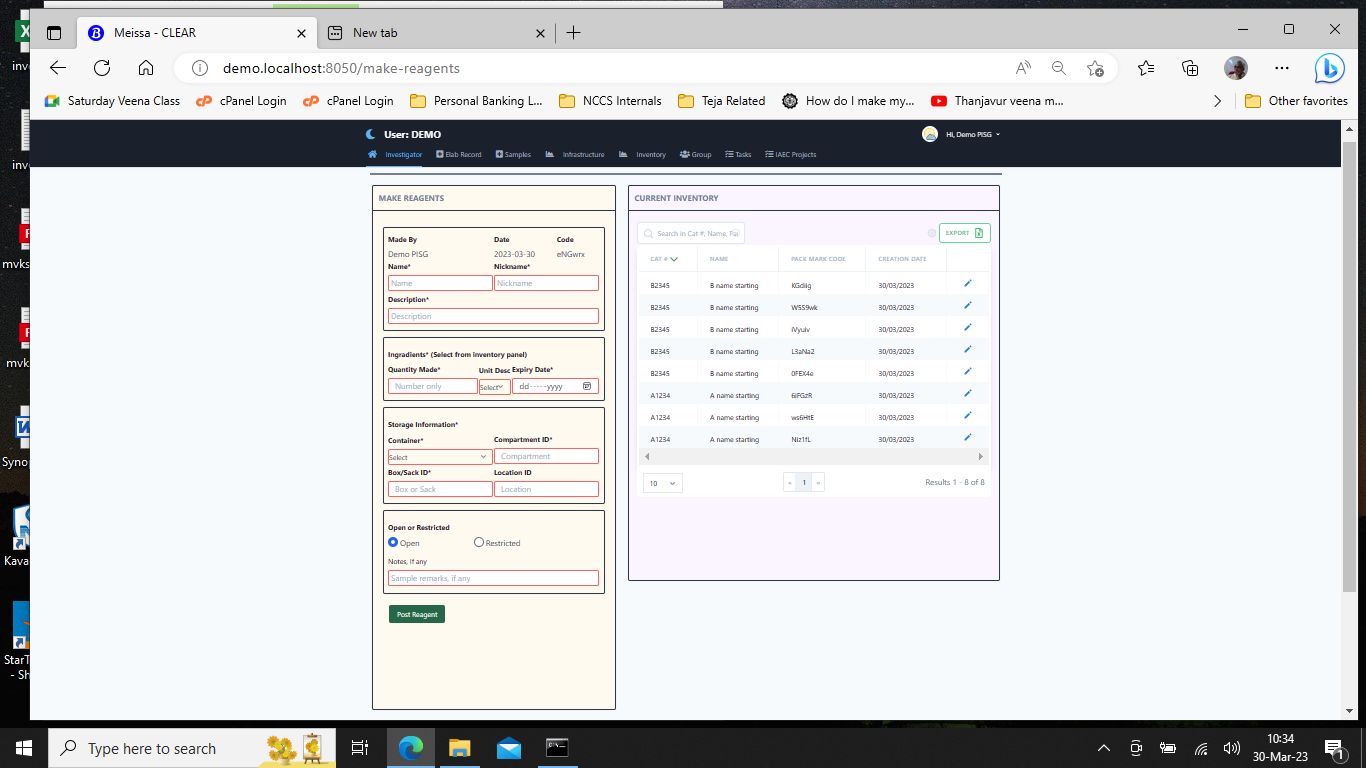 Meissa - CLEAR
New tab
demo.localhost:8050/make-reagents
Saturday Veena Class
cPanel Login
cPanel Login
Personal Banking L...
NCCS Internals
Teja Related
How do I make my...
Thanjavur veena m...
Other favorites
User: DEMO
Hi, Demo PISG
Investigator
Elab Record
Samples
Infrastructure
Inventory
Group
Tasks
IAEC Projects
MAKE REAGENTS
Made By Date Code
Demo PISG 2023-03-30 eNGwrx
Name* Nickname*
Name Nickname
Description*
Description
Ingradients* (Select from inventory panel)
Quantity Made* Unit Desc Expiry Date*
Number only Select dd-----yyyy
Storage Information*
Container* Compartment ID*
Select Compartment
Box/Sack ID* Location ID
Box or Sack Location
Open or Restricted
Open Restricted
Notes, If any
Sample remarks, if any
Post Reagent
CURRENT INVENTORY
Search in Cat #, Name, Pa
EXPORT
CAT # NAME PACK MARK CODE CREATION DATE
B2345 B name starting KGdiig 30/03/2023
B2345 B name starting WSS9wk 30/03/2023
B2345 B name starting iVyuiv 30/03/2023
B2345 B name starting L3aNa2 30/03/2023
B2345 B name starting 0FEX4e 30/03/2023
A1234 A name starting 6iFGzR 30/03/2023
A1234 A name starting ws6HtE 30/03/2023
A1234 A name starting Niz1fL 30/03/2023
10
« 1 »
Results 1 - 8 of 8
inv
inv
mvks
mvk
Synop
Kava
StarT
- Sh
Type here to search
10:34
30-Mar-23
1